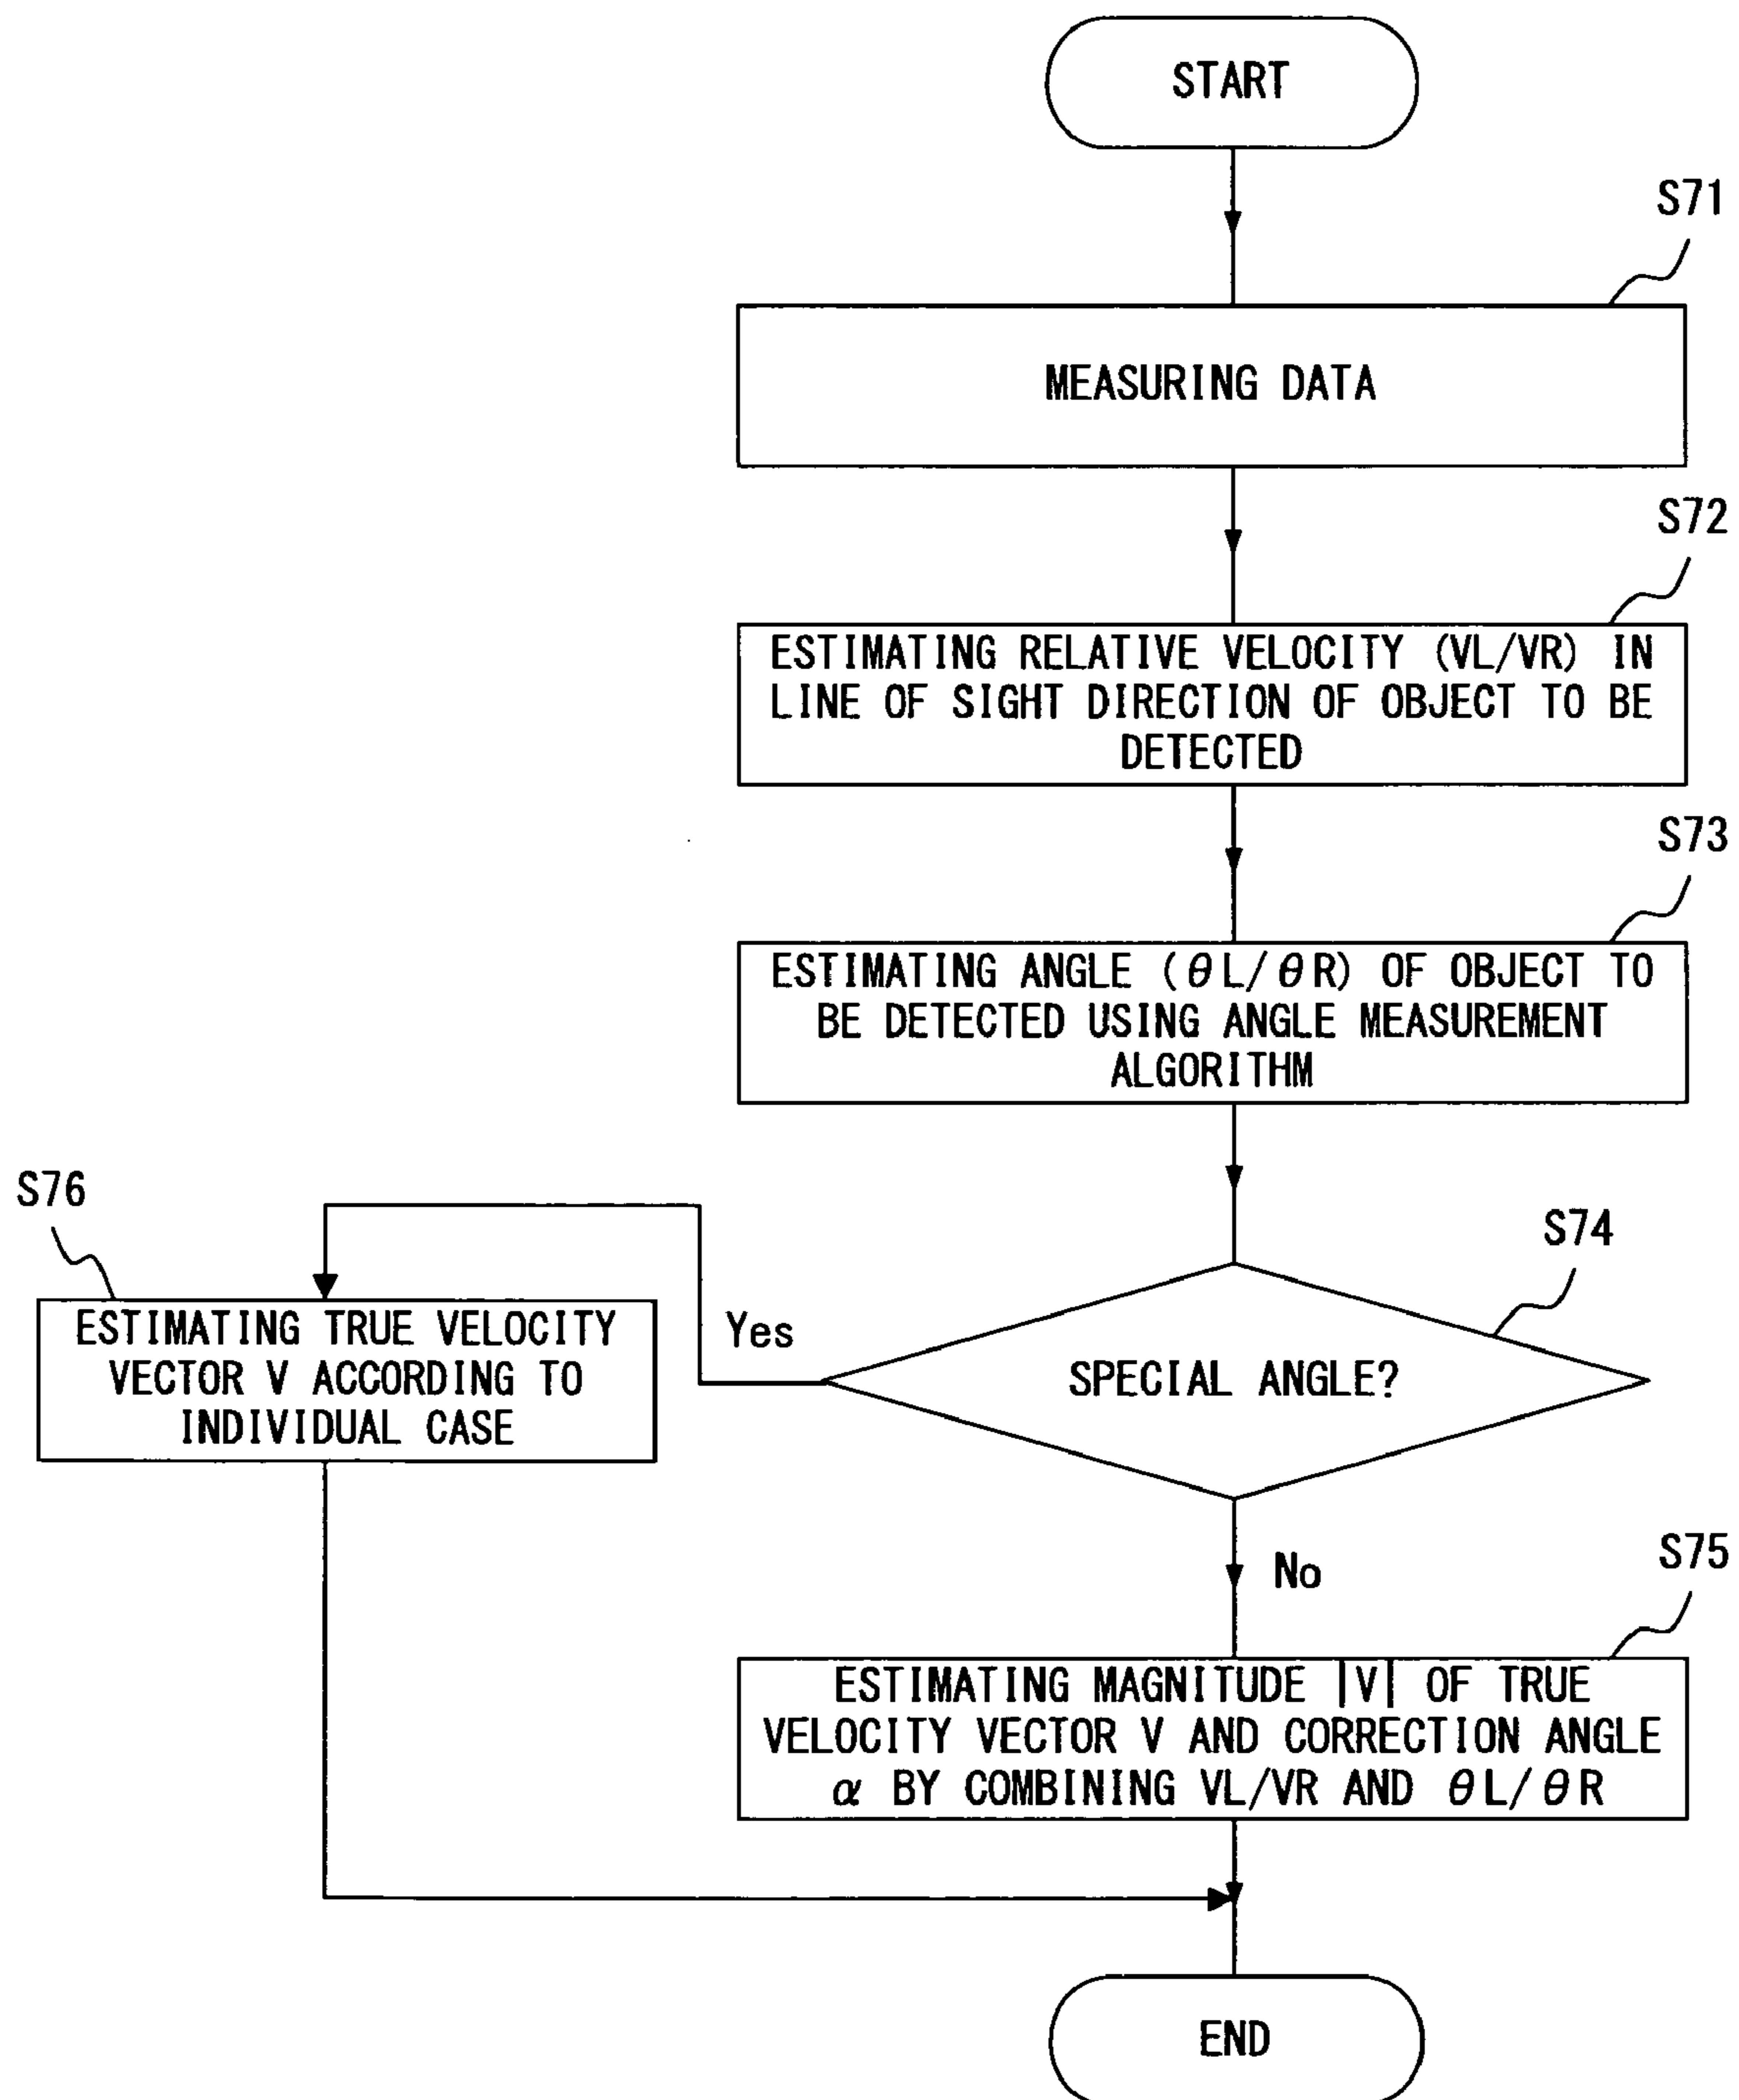 START
S71
MEASURING DATA
S72
ESTIMATING RELATIVE VELOCITY (VL/VR) IN
LINE OF SIGHT DIRECTION OF OBJECT TO BE
DETECTED
S73
ESTIMATING ANGLE (θL/θR) OF OBJECT TO
BE DETECTED USING ANGLE MEASUREMENT
ALGORITHM
S74
SPECIAL ANGLE?
Yes
S76
ESTIMATING TRUE VELOCITY
VECTOR V ACCORDING TO
INDIVIDUAL CASE
No
S75
ESTIMATING MAGNITUDE |V| OF TRUE
VELOCITY VECTOR V AND CORRECTION ANGLE
α BY COMBINING VL/VR AND θL/θR
END